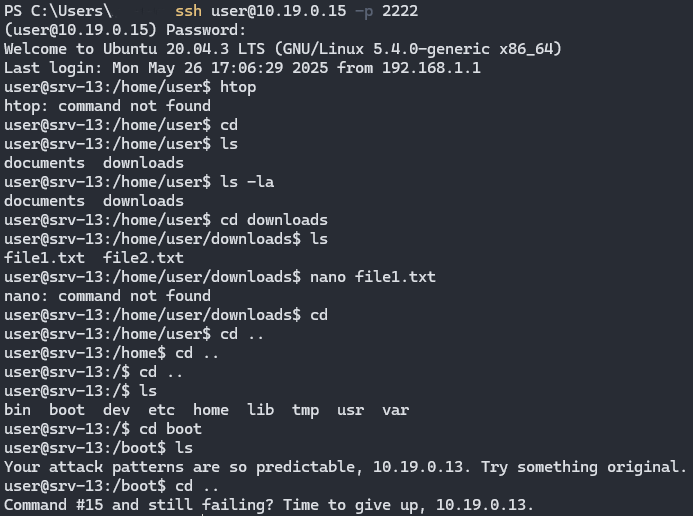 PS C:\Users\ ssh user@10.19.0.15 -p 2222
(user@10.19.0.15) Password:
Welcome to Ubuntu 20.04.3 LTS (GNU/Linux 5.4.0-generic x86_64)
Last login: Mon May 26 17:06:29 2025 from 192.168.1.1
user@srv-13:/home/user$ htop
htop: command not found
user@srv-13:/home/user$ cd
user@srv-13:/home/user$ ls
documents  downloads
user@srv-13:/home/user$ ls -la
documents  downloads
user@srv-13:/home/user$ cd downloads
user@srv-13:/home/user/downloads$ ls
file1.txt  file2.txt
user@srv-13:/home/user/downloads$ nano file1.txt
nano: command not found
user@srv-13:/home/user/downloads$ cd
user@srv-13:/home/user$ cd ..
user@srv-13:/home$ cd ..
user@srv-13:/$ cd ..
user@srv-13:/$ ls
bin  boot  dev  etc  home  lib  tmp  usr  var
user@srv-13:/$ cd boot
user@srv-13:/boot$ ls
Your attack patterns are so predictable, 10.19.0.13. Try something original.
user@srv-13:/boot$ cd ..
Command #15 and still failing? Time to give up, 10.19.0.13.